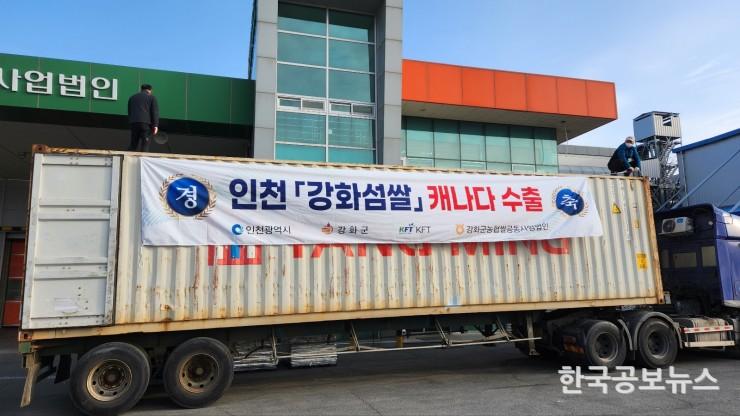 사업법인
경 인천 「강화섬쌀」 캐나다 수출 축
인천광역시 강화군 KFT KFT 강화군농협쌀공동사업법인
YANG MING
한국공보뉴스